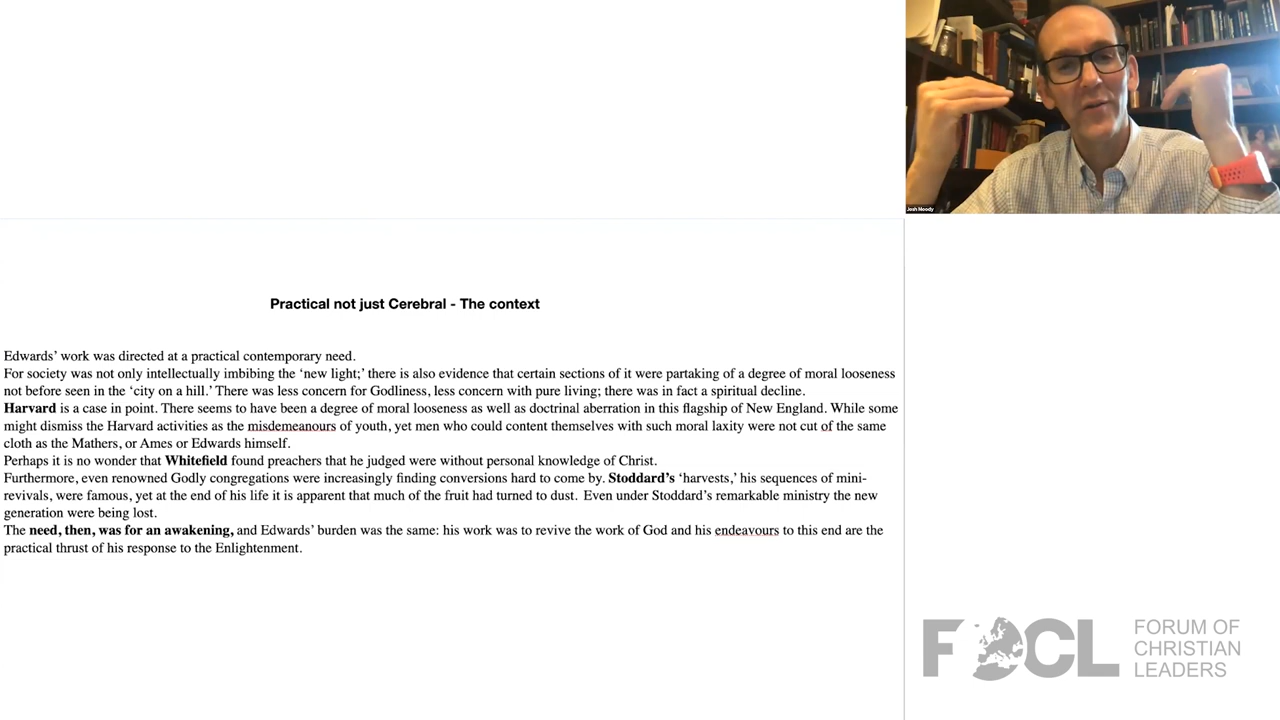 Josh Moody
Practical not just Cerebral - The context
Edwards' work was directed at a practical contemporary need.
For society was not only intellectually imbibing the 'new light;' there is also evidence that certain sections of it were partaking of a degree of moral looseness
not before seen in the 'city on a hill.' There was less concern for Godliness, less concern with pure living; there was in fact a spiritual decline.
Harvard is a case in point. There seems to have been a degree of moral looseness as well as doctrinal aberration in this flagship of New England. While some
might dismiss the Harvard activities as the misdemeanours of youth, yet men who could content themselves with such moral laxity were not cut of the same
cloth as the Mathers, or Ames or Edwards himself.
Perhaps it is no wonder that Whitefield found preachers that he judged were without personal knowledge of Christ.
Furthermore, even renowned Godly congregations were increasingly finding conversions hard to come by. Stoddard's 'harvests,' his sequences of mini-
revivals, were famous, yet at the end of his life it is apparent that much of the fruit had turned to dust. Even under Stoddard's remarkable ministry the new
generation were being lost.
The need, then, was for an awakening, and Edwards' burden was the same: his work was to revive the work of God and his endeavours to this end are the
practical thrust of his response to the Enlightenment.
FOCL
FORUM OF
CHRISTIAN
LEADERS